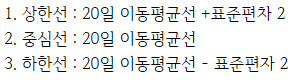 1. 상한선 : 20일 이동평균선 +표준편차 2
2. 중심선 : 20일 이동평균선
3. 하한선 : 20일 이동평균선 - 표준편자 2